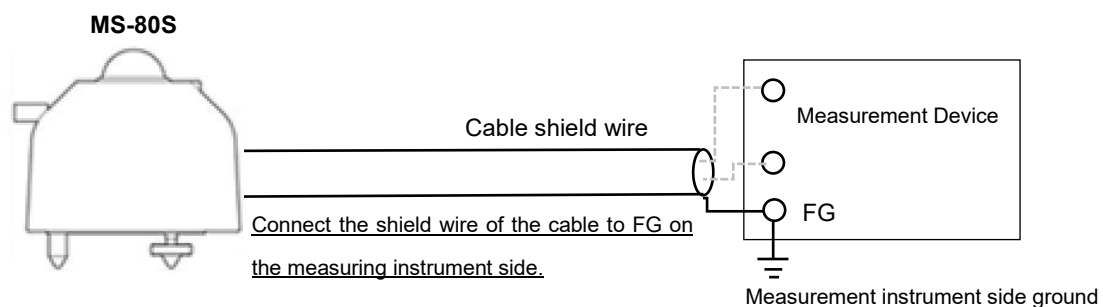 MS-80S
Measurement Device
Cable shield wire
FG
Connect the shield wire of the cable to FG on
the measuring instrument side.
Measurement instrument side ground